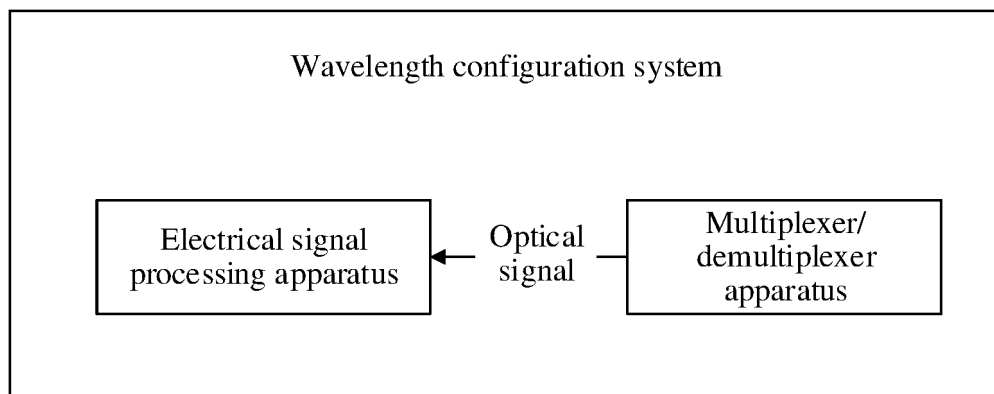 Wavelength configuration system
Electrical signal
processing apparatus
Optical
signal
Multiplexer/
demultiplexer
apparatus